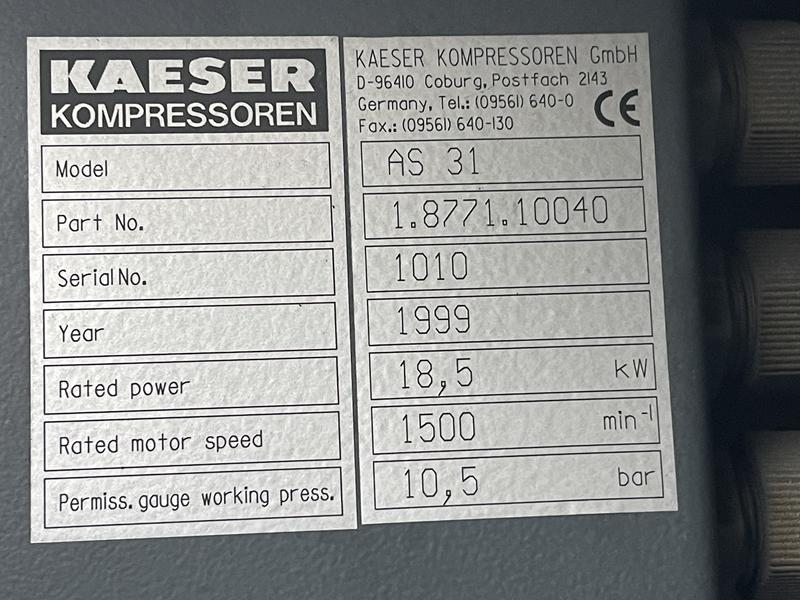 KAESER
KOMPRESSOREN
KAESER KOMPRESSOREN GmbH
D-96410 Coburg, Postfach 2143
Germany, Tel.: (09561) 640-0
Fax.: (09561) 640-130
CE
Model AS 31
Part No. 1.8771.10040
Serial No. 1010
Year 1999
Rated power 18,5 kW
Rated motor speed 1500 min⁻¹
Permiss. gauge working press. 10,5 bar